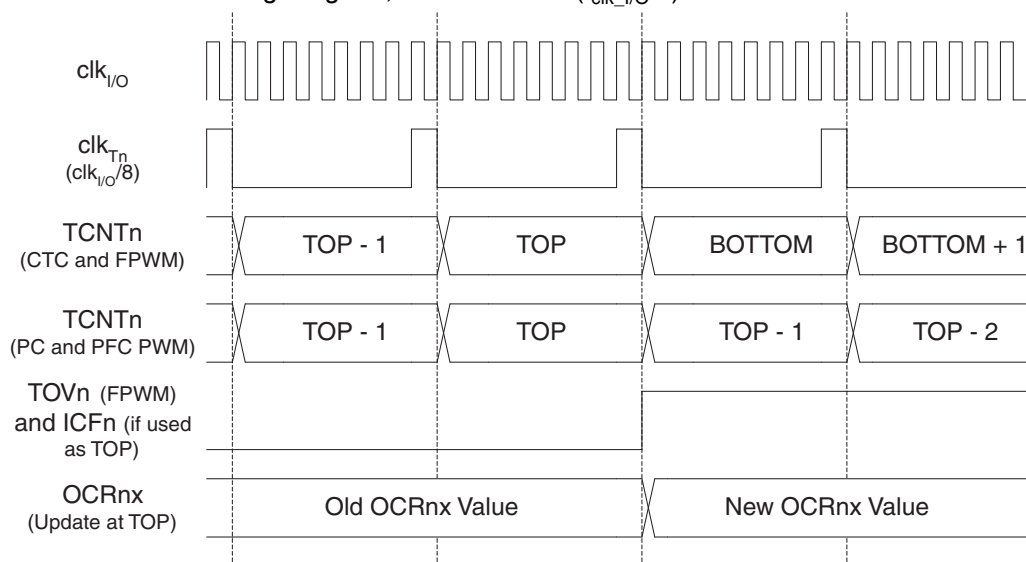 clkI/O
clkTn
(clkI/O/8)
TCNTn
(CTC and FPWM)
TOP - 1
TOP
BOTTOM
BOTTOM + 1
TCNTn
(PC and PFC PWM)
TOP - 1
TOP
TOP - 1
TOP - 2
TOVn (FPWM)
and ICFn (if used
as TOP)
OCRnx
(Update at TOP)
Old OCRnx Value
New OCRnx Value